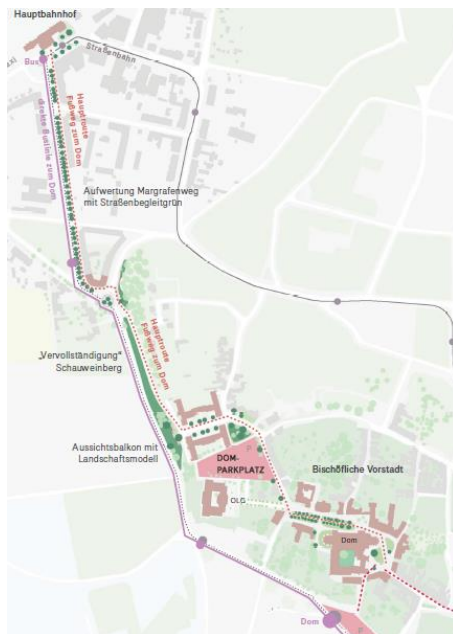 Hauptbahnhof
Straßenbahn
Bus
Hauptroute
Fußweg zum Dom
direkte Buslinie zum Dom
Aufwertung Margrafenweg
mit Straßenbegleitgrün
Hauptroute
Fußweg zum Dom
„Vervollständigung"
Schauweinberg
Aussichtsbalkon mit
Landschaftsmodell
P
DOM-
PARKPLATZ
Bischöfliche Vorstadt
OLG
Dom
Dom
P